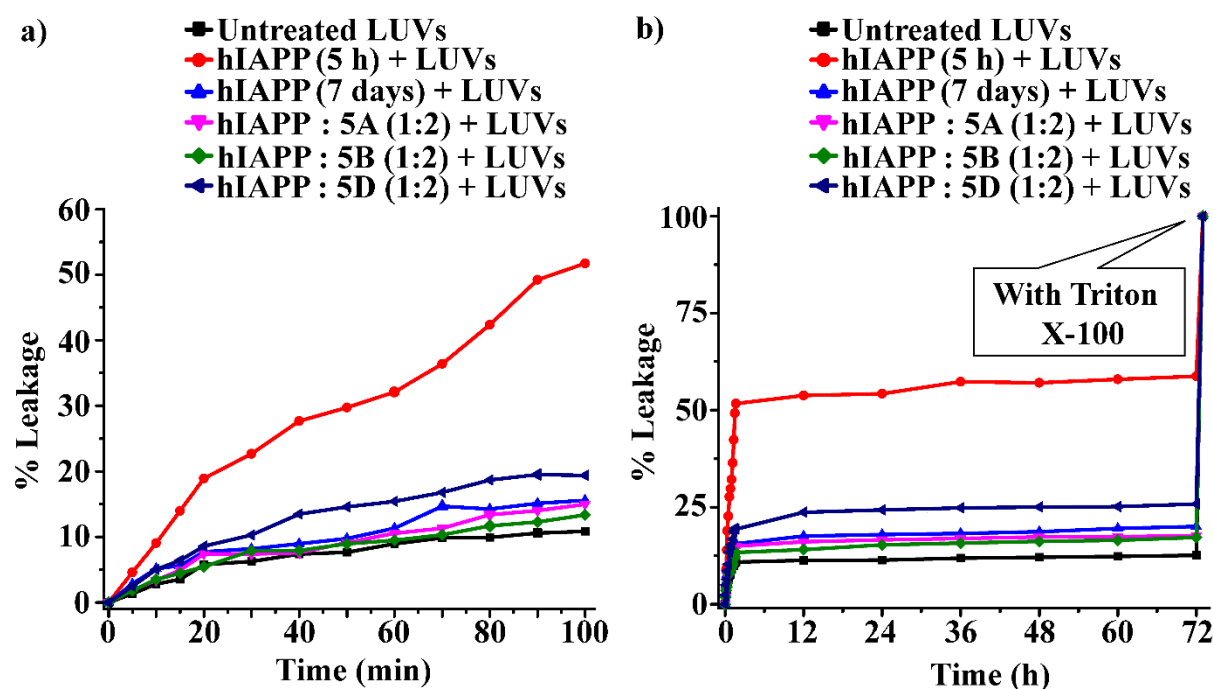 a)
Untreated LUVs
hIAPP (5 h) + LUVs
hIAPP (7 days) + LUVs
hIAPP : 5A (1:2) + LUVs
hIAPP : 5B (1:2) + LUVs
hIAPP : 5D (1:2) + LUVs
60
50
40
30
20
10
0
% Leakage
0 20 40 60 80 100
Time (min)
b)
Untreated LUVs
hIAPP (5 h) + LUVs
hIAPP (7 days) + LUVs
hIAPP : 5A (1:2) + LUVs
hIAPP : 5B (1:2) + LUVs
hIAPP : 5D (1:2) + LUVs
100
75
50
25
0
% Leakage
With Triton
X-100
0 12 24 36 48 60 72
Time (h)